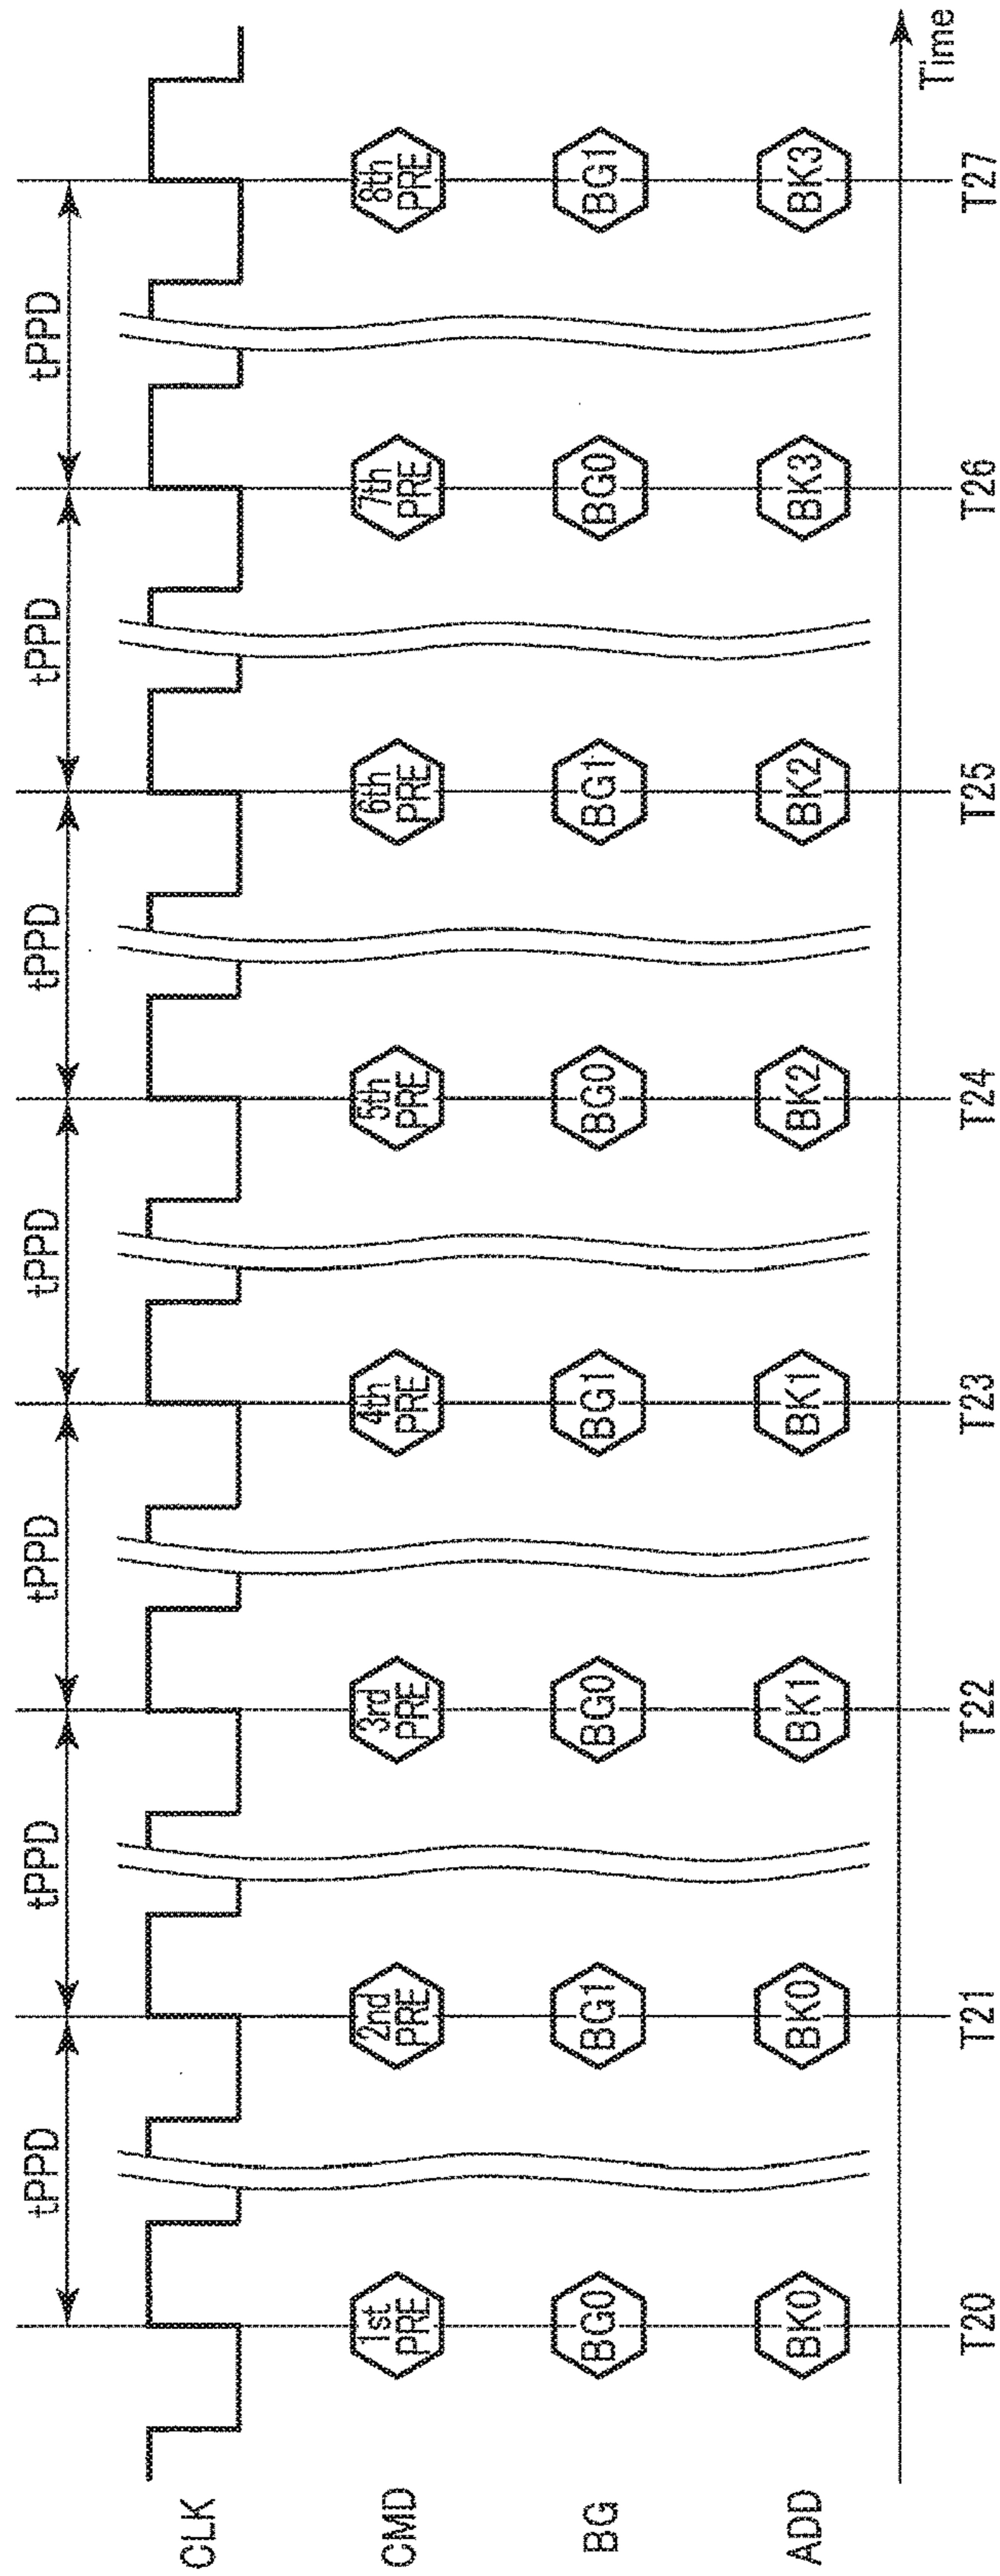 tPPD tPPD tPPD tPPD tPPD tPPD tPPD
CLK
CMD 1st PRE 2nd PRE 3rd PRE 4th PRE 5th PRE 6th PRE 7th PRE 8th PRE
BG BG0 BG1 BG0 BG1 BG0 BG1 BG0 BG1
ADD BK0 BK0 BK1 BK1 BK2 BK2 BK3 BK3
Time
T20 T21 T22 T23 T24 T25 T26 T27